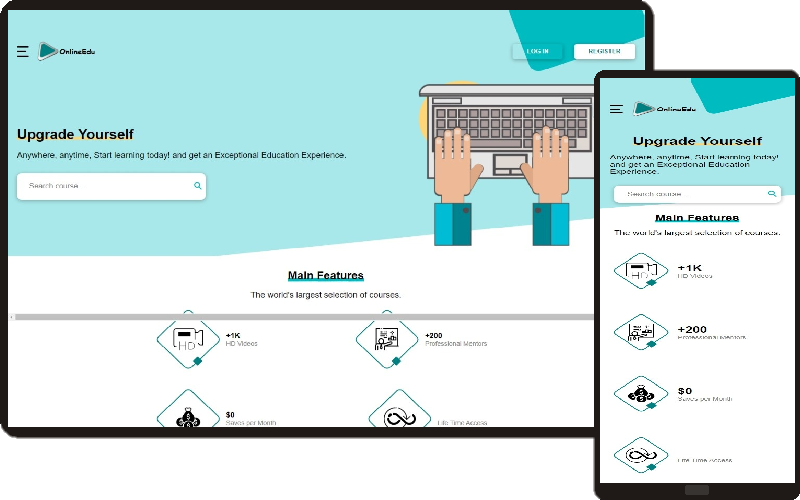 OnlineEdu
LOG IN
REGISTER
Upgrade Yourself
Anywhere, anytime, Start learning today! and get an Exceptional Education Experience.
Search course
Main Features
The world's largest selection of courses.
+1K
HD Videos
HD
+200
Professional Mentors
$0
Saves per Month
Life Time Access
OnlineEdu
Upgrade Yourself
Anywhere, anytime, Start learning today!
and get an Exceptional Education
Experience.
Search course
Main Features
The world's largest selection of courses.
HD
+1K
HD Videos
+200
Professional Mentors
$0
Saves per Month
Life Time Access